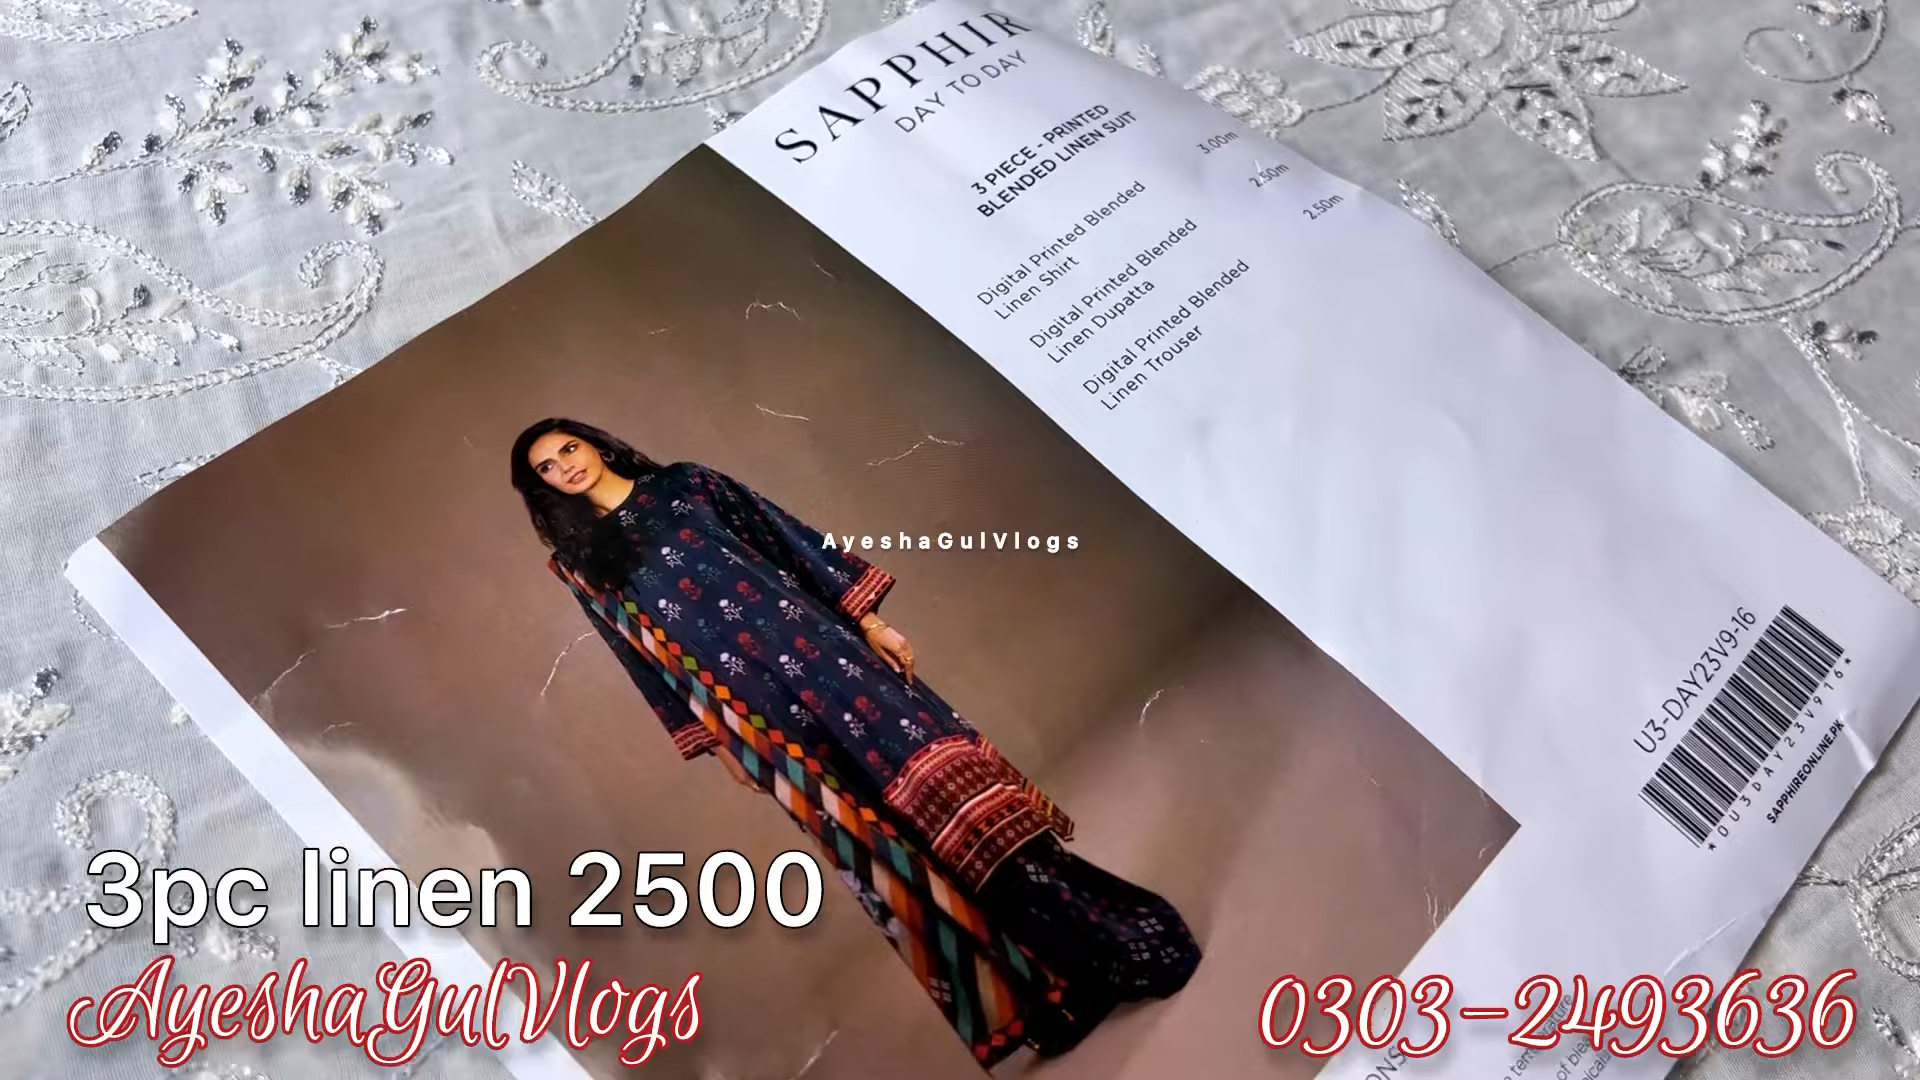 SAPPHIR
DAY TO DAY
3 PIECE - PRINTED
BLENDED LINEN SUIT
Digital Printed Blended
Linen Shirt
3.00m
Digital Printed Blended
Linen Dupatta
2.50m
Digital Printed Blended
Linen Trouser
2.50m
AyeshaGulVlogs
U3-DAY23V9-16
*0U3DAY23V916*
SAPPHIREONLINE.PK
3pc linen 2500
AyeshaGulVlogs
0303-2493636